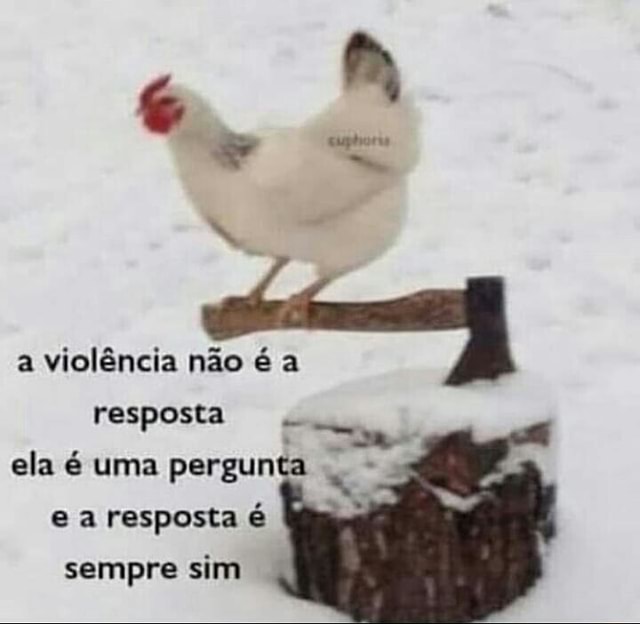 euphoria
a violência não é a
resposta
ela é uma pergunta
e a resposta é
sempre sim